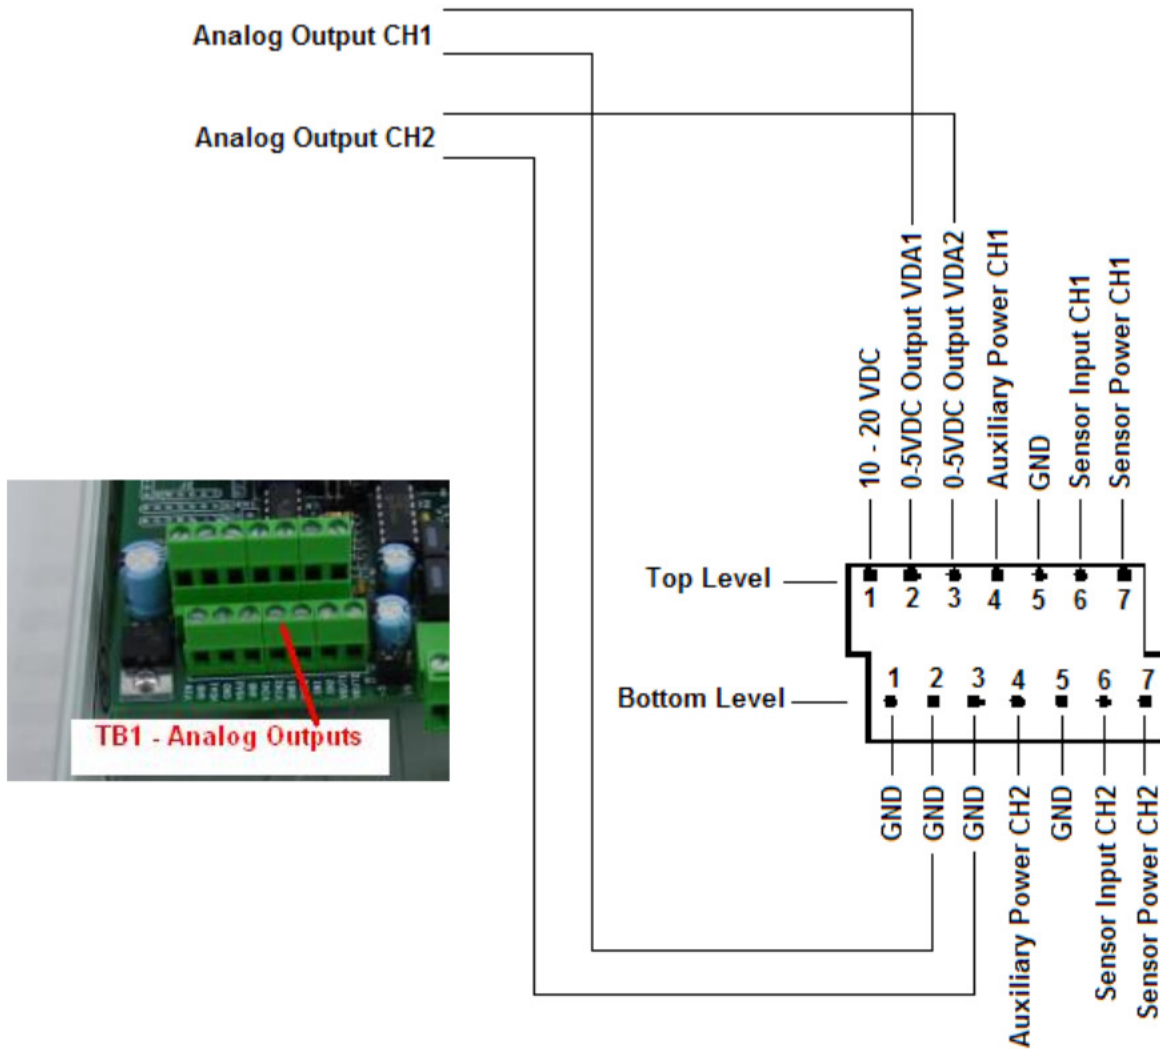 Analog Output CH1
Analog Output CH2
10 - 20 VDC
0-5VDC Output VDA1
0-5VDC Output VDA2
Auxiliary Power CH1
GND
Sensor Input CH1
Sensor Power CH1
Top Level
1 2 3 4 5 6 7
Bottom Level
1 2 3 4 5 6 7
GND
GND
GND
Auxiliary Power CH2
GND
Sensor Input CH2
Sensor Power CH2
TB1 - Analog Outputs